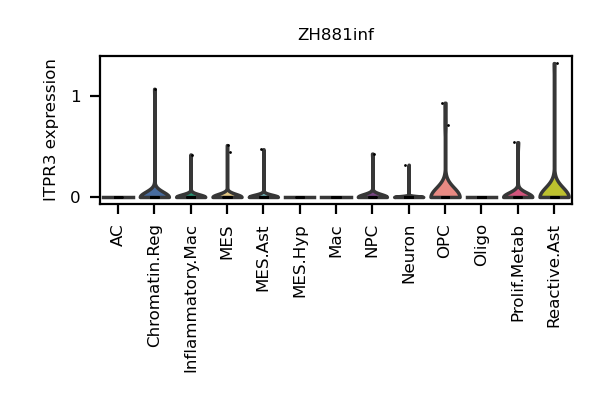 ZH881inf
ITPR3 expression
1
0
AC
Chromatin.Reg
Inflammatory.Mac
MES
MES.Ast
MES.Hyp
Mac
NPC
Neuron
OPC
Oligo
Prolif.Metab
Reactive.Ast